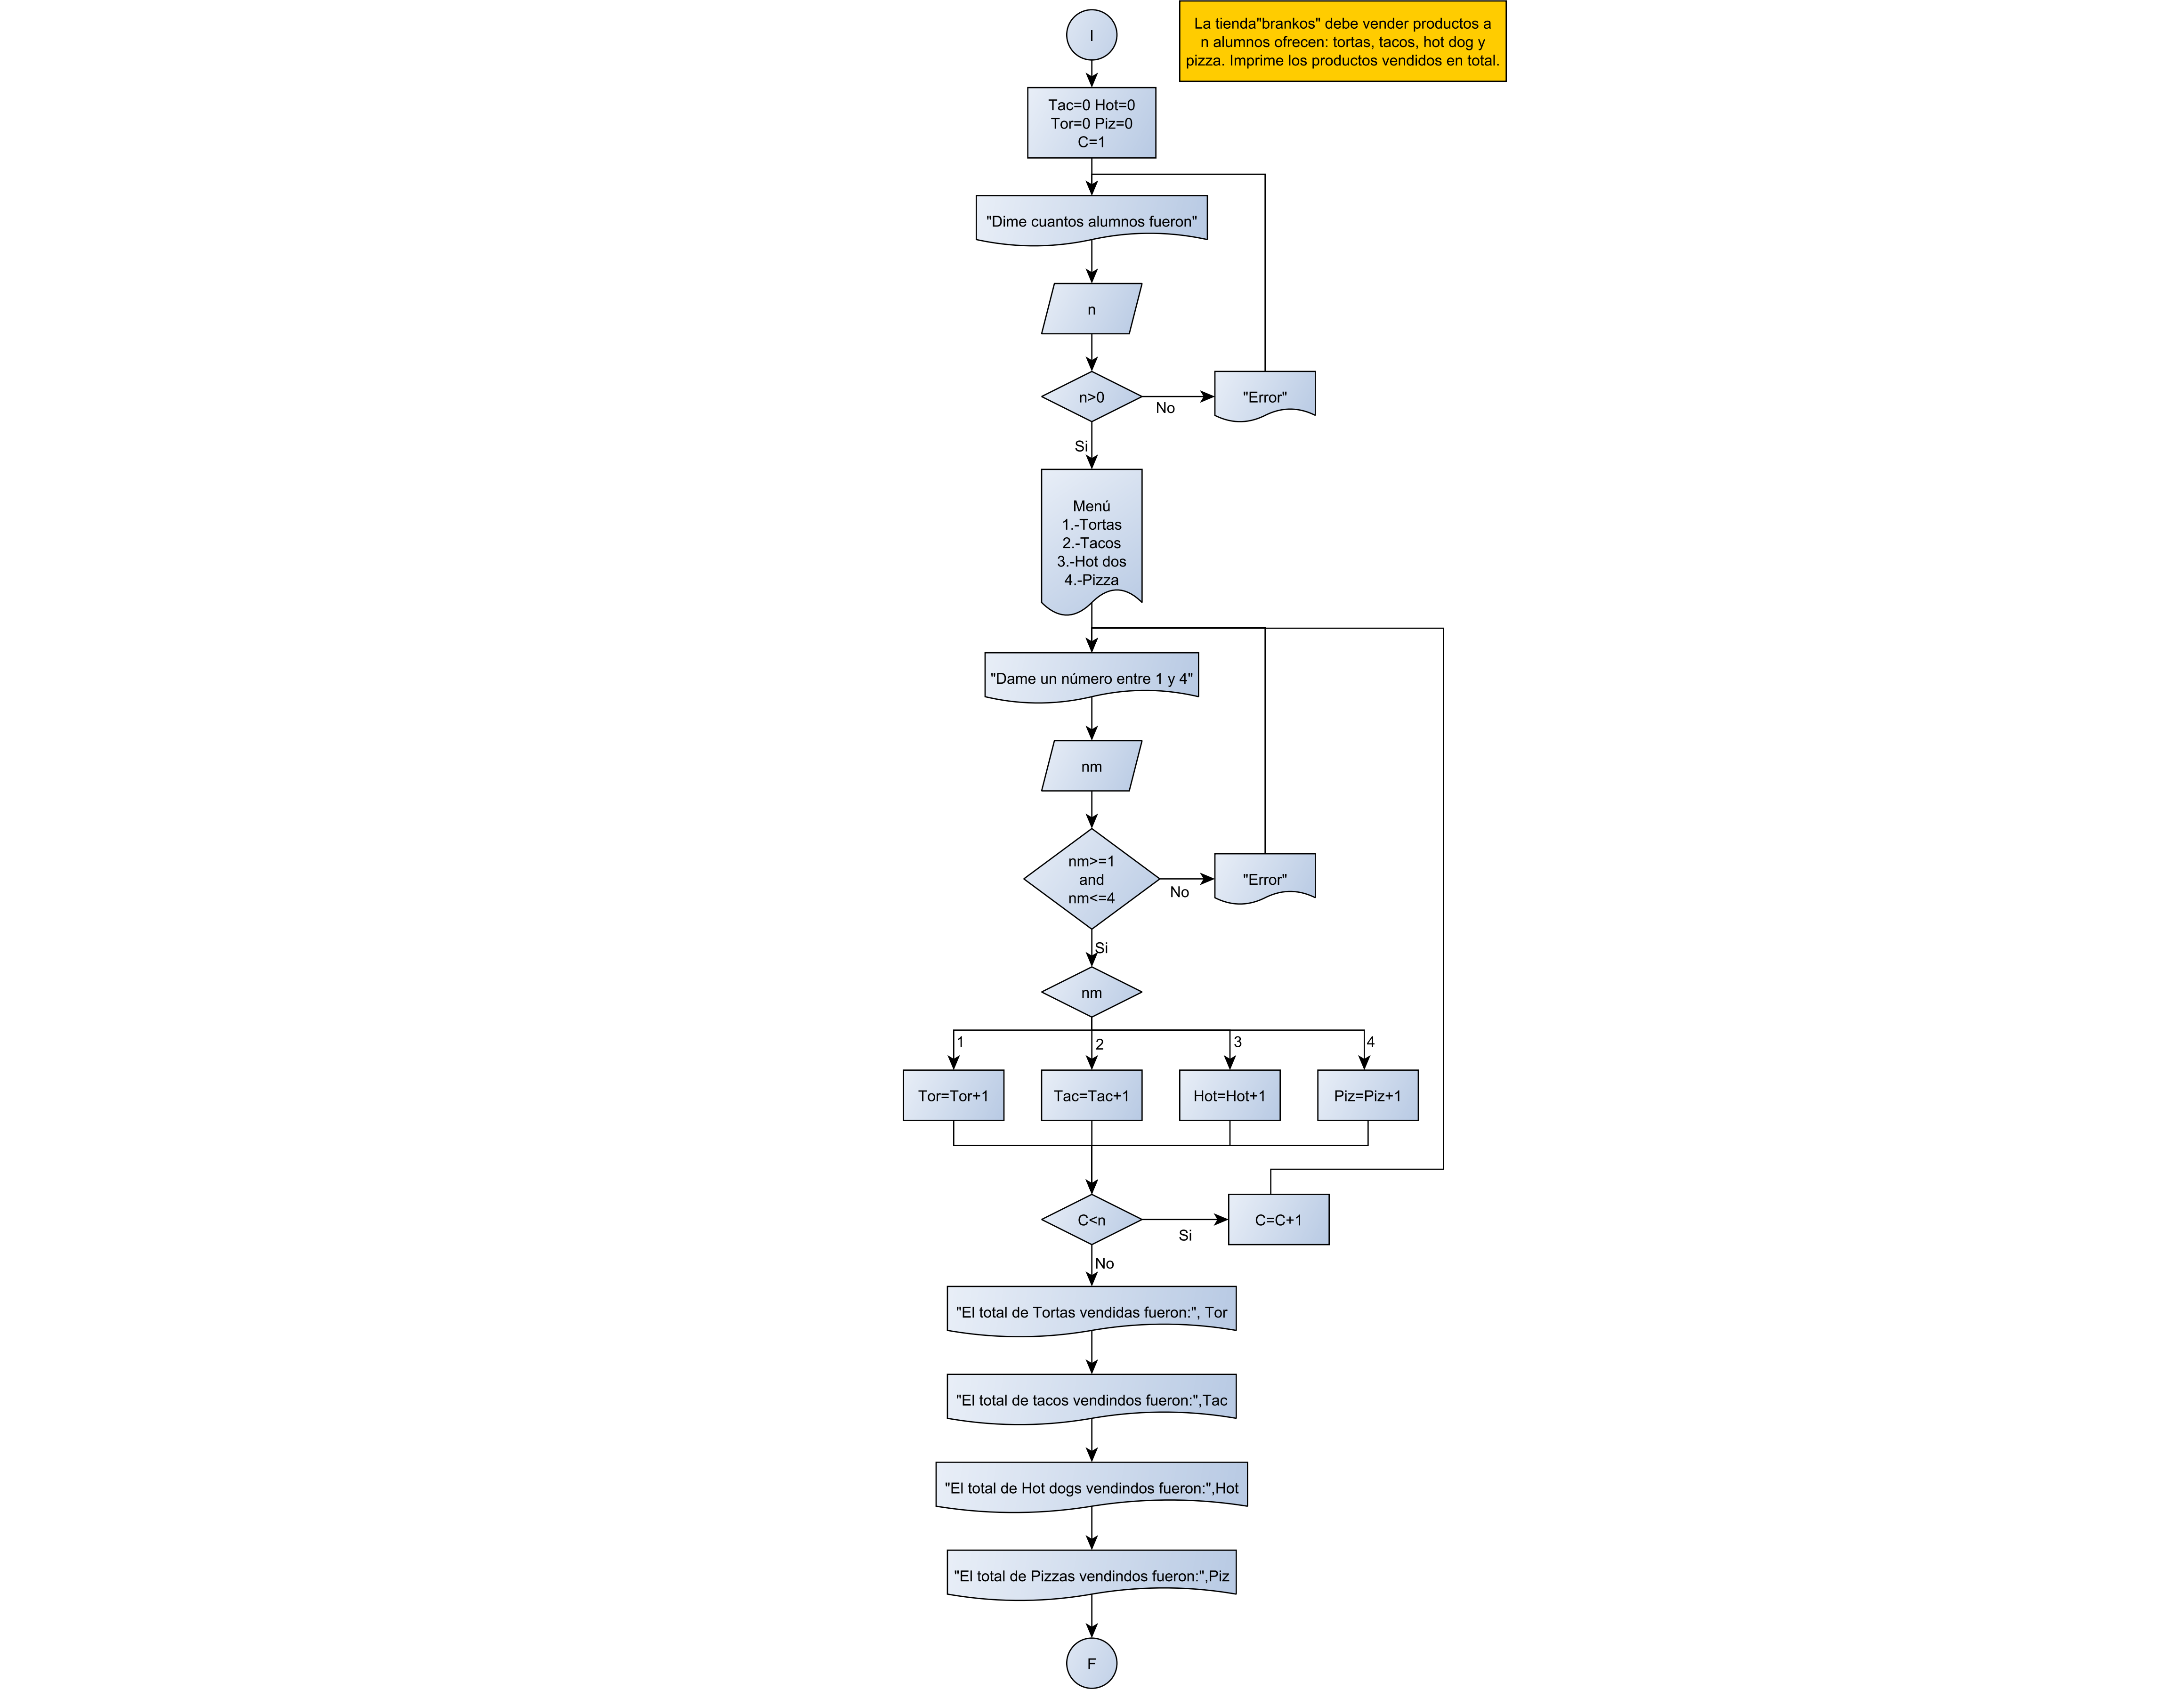 I
La tienda"brankos" debe vender productos a
n alumnos ofrecen: tortas, tacos, hot dog y
pizza. Imprime los productos vendidos en total.
Tac=0 Hot=0
Tor=0 Piz=0
C=1
"Dime cuantos alumnos fueron"
n
n>0
No
"Error"
Si
Menú
1.-Tortas
2.-Tacos
3.-Hot dos
4.-Pizza
"Dame un número entre 1 y 4"
nm
nm>=1
and
nm<=4
No
"Error"
Si
nm
1
2
3
4
Tor=Tor+1
Tac=Tac+1
Hot=Hot+1
Piz=Piz+1
C<n
Si
C=C+1
No
"El total de Tortas vendidas fueron:", Tor
"El total de tacos vendindos fueron:",Tac
"El total de Hot dogs vendindos fueron:",Hot
"El total de Pizzas vendindos fueron:",Piz
F